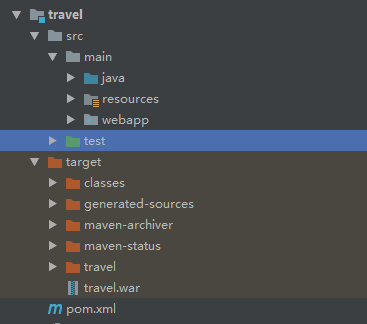 travel
src
main
java
resources
webapp
test
target
classes
generated-sources
maven-archiver
maven-status
travel
travel.war
pom.xml